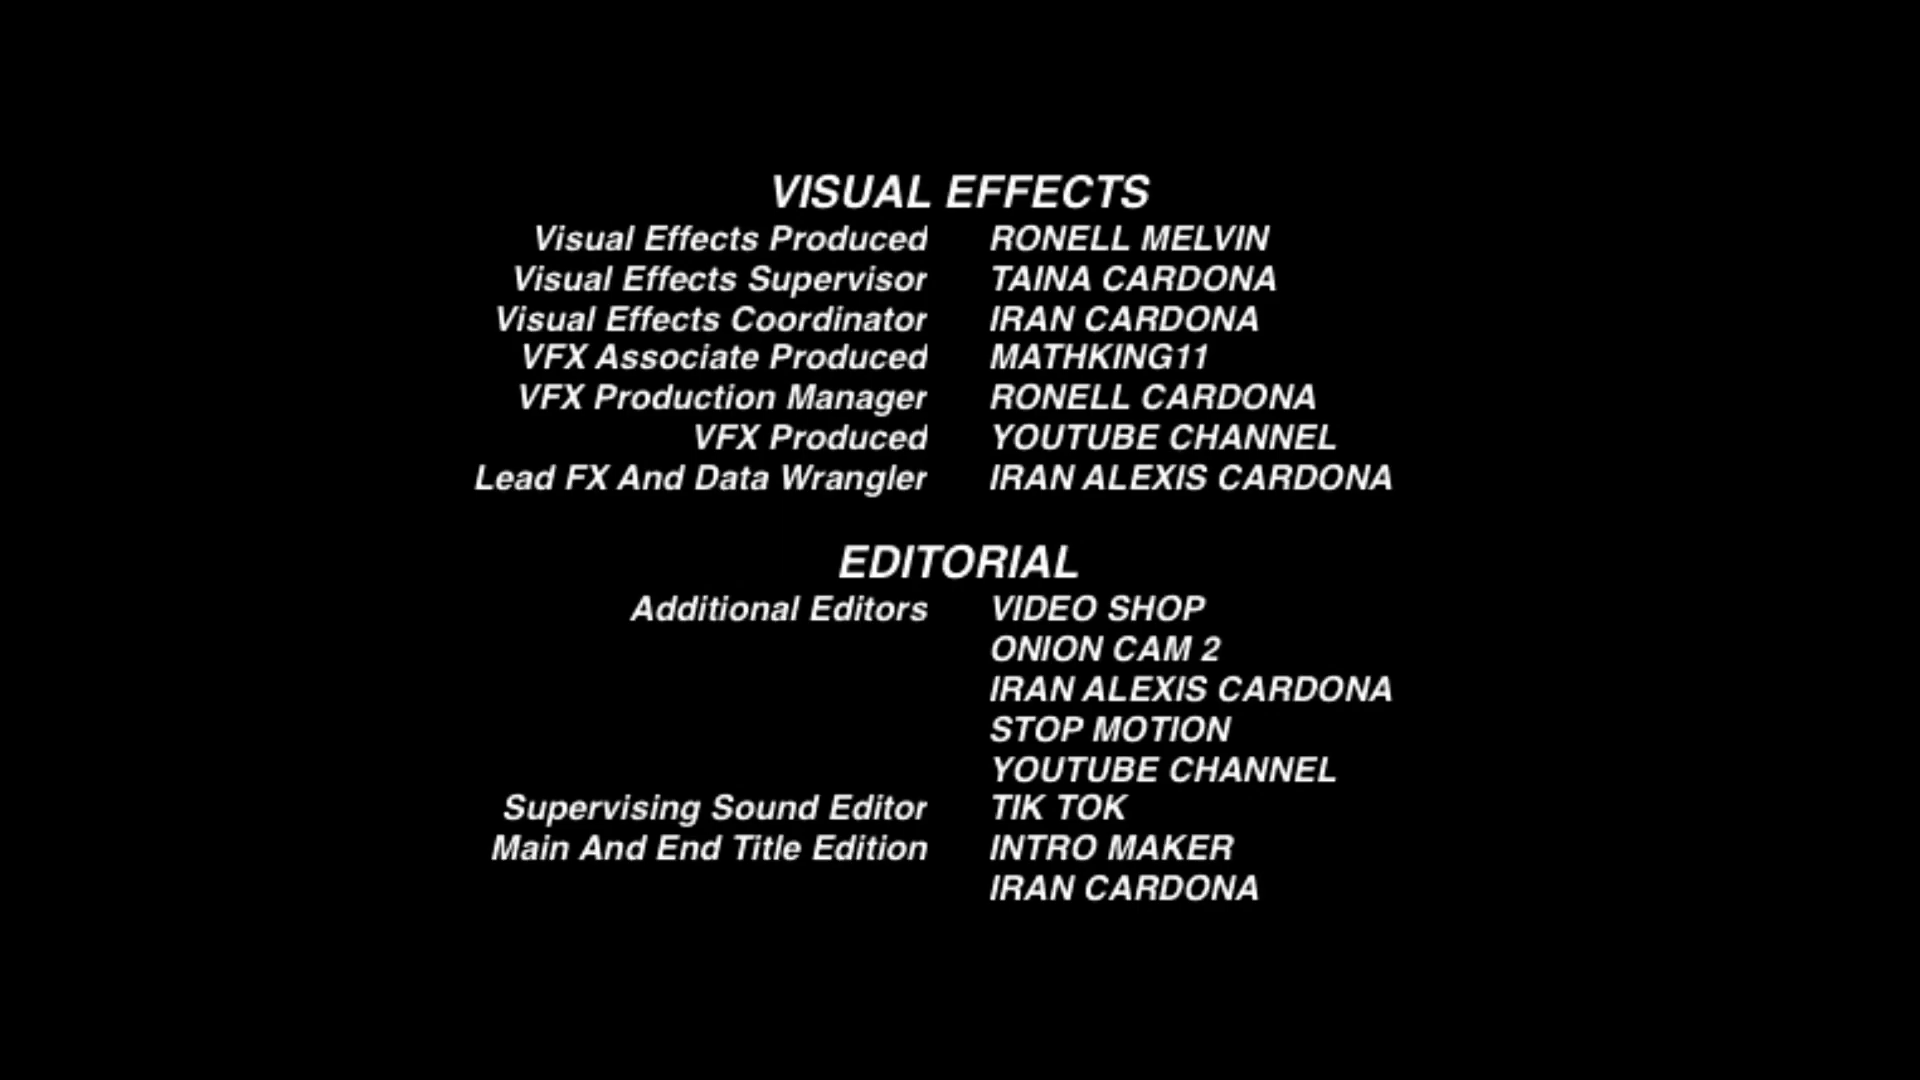 VISUAL EFFECTS
Visual Effects Produced RONELL MELVIN
Visual Effects Supervisor TAINA CARDONA
Visual Effects Coordinator IRAN CARDONA
VFX Associate Produced MATHKING11
VFX Production Manager RONELL CARDONA
VFX Produced YOUTUBE CHANNEL
Lead FX And Data Wrangler IRAN ALEXIS CARDONA
EDITORIAL
Additional Editors VIDEO SHOP
ONION CAM 2
IRAN ALEXIS CARDONA
STOP MOTION
YOUTUBE CHANNEL
Supervising Sound Editor TIK TOK
Main And End Title Edition INTRO MAKER
IRAN CARDONA